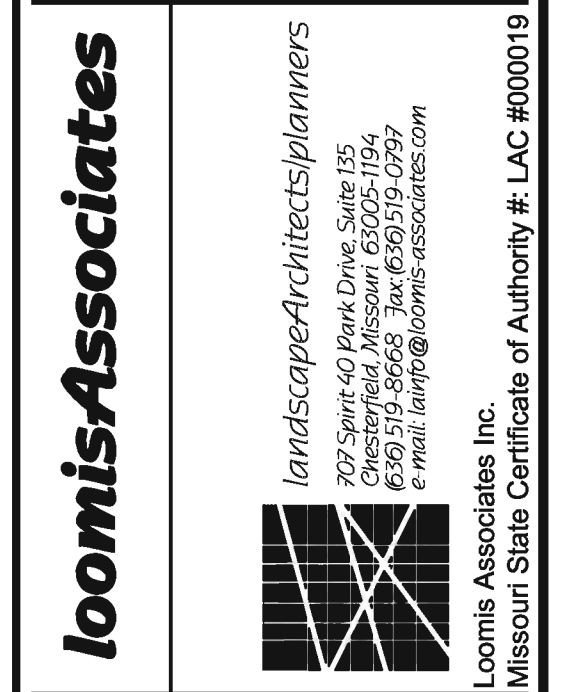 loomisAssociates
landscapeArchitects/planners
707 Spirit 40 Park Drive, Suite 135
Chesterfield, Missouri 63005-1194
(636) 519-8668 Fax:(636) 519-0797
e-mail: lainfo@loomis-associates.com
Loomis Associates Inc.
Missouri State Certificate of Authority #: LAC #000019